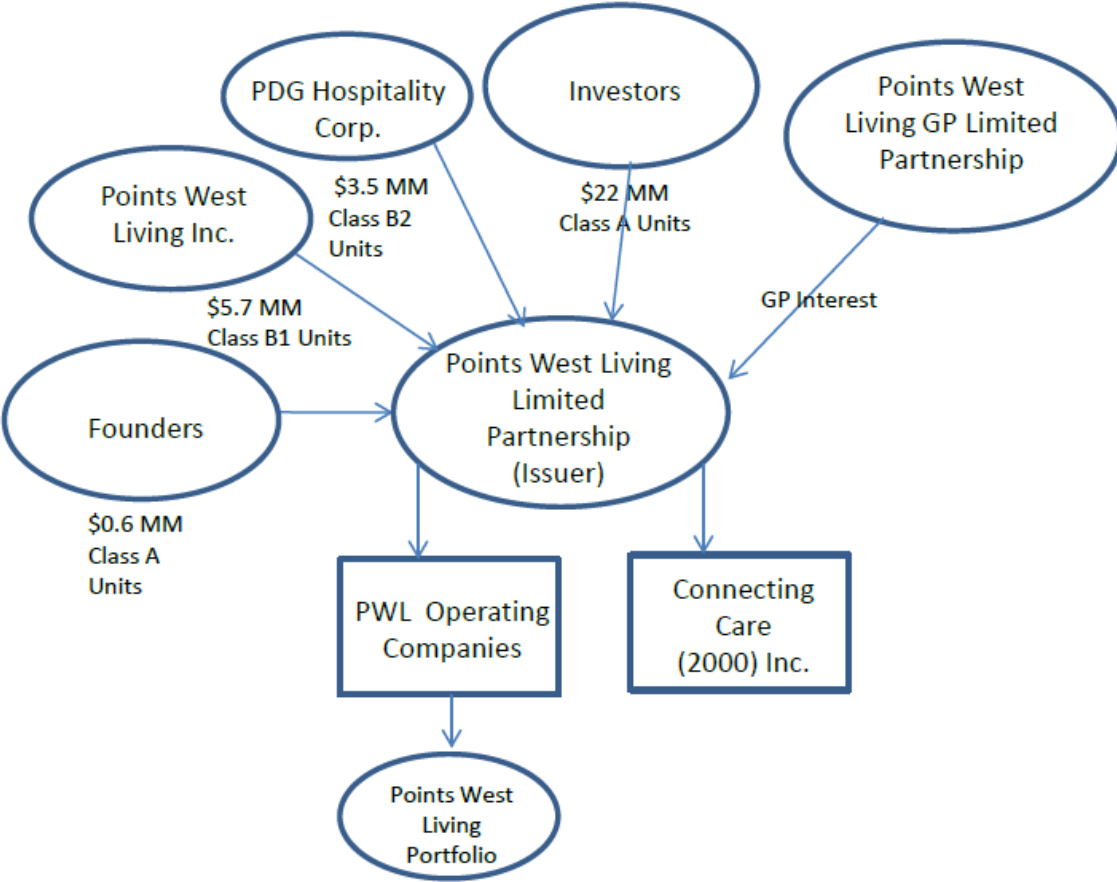 PDG Hospitality
Corp.
Investors
Points West
Living GP Limited
Partnership
Points West
Living Inc.
$3.5 MM
Class B2
Units
$22 MM
Class A Units
GP Interest
$5.7 MM
Class B1 Units
Founders
Points West Living
Limited
Partnership
(Issuer)
$0.6 MM
Class A
Units
PWL  Operating
Companies
Connecting
Care
(2000) Inc.
Points West
Living
Portfolio